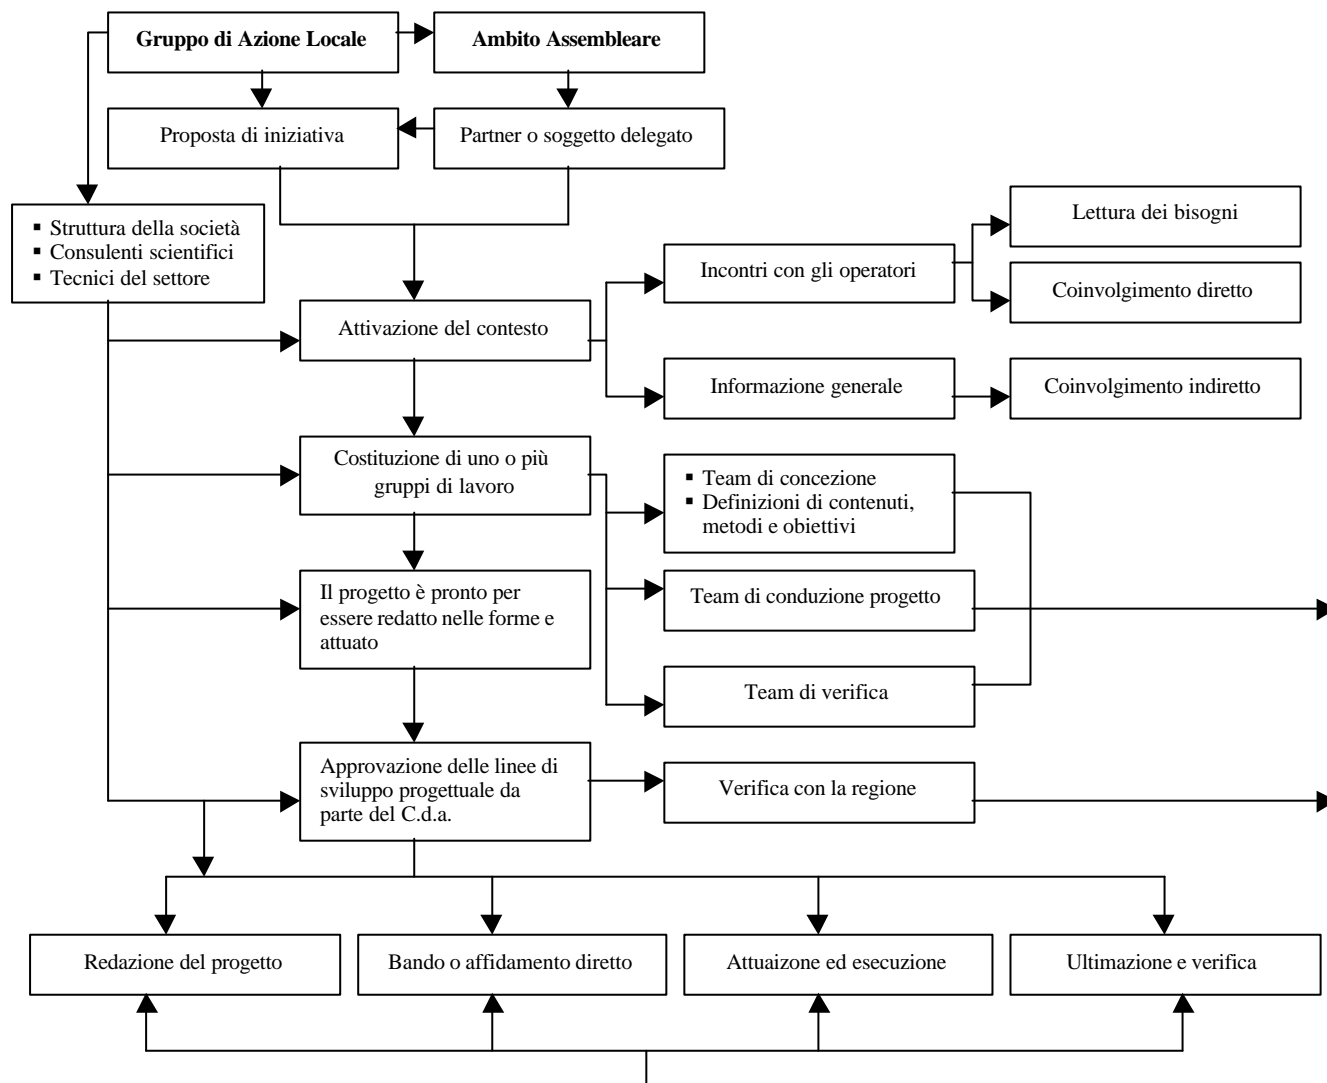 Gruppo di Azione Locale
Ambito Assembleare
Proposta di iniziativa
Partner o soggetto delegato
▪ Struttura della società
▪ Consulenti scientifici
▪ Tecnici del settore
Lettura dei bisogni
Incontri con gli operatori
Coinvolgimento diretto
Attivazione del contesto
Informazione generale
Coinvolgimento indiretto
Costituzione di uno o più
gruppi di lavoro
▪ Team di concezione
▪ Definizioni di contenuti,
metodi e obiettivi
Il progetto è pronto per
essere redatto nelle forme e
attuato
Team di conduzione progetto
Team di verifica
Approvazione delle linee di
sviluppo progettuale da
parte del C.d.a.
Verifica con la regione
Redazione del progetto
Bando o affidamento diretto
Attuaizone ed esecuzione
Ultimazione e verifica